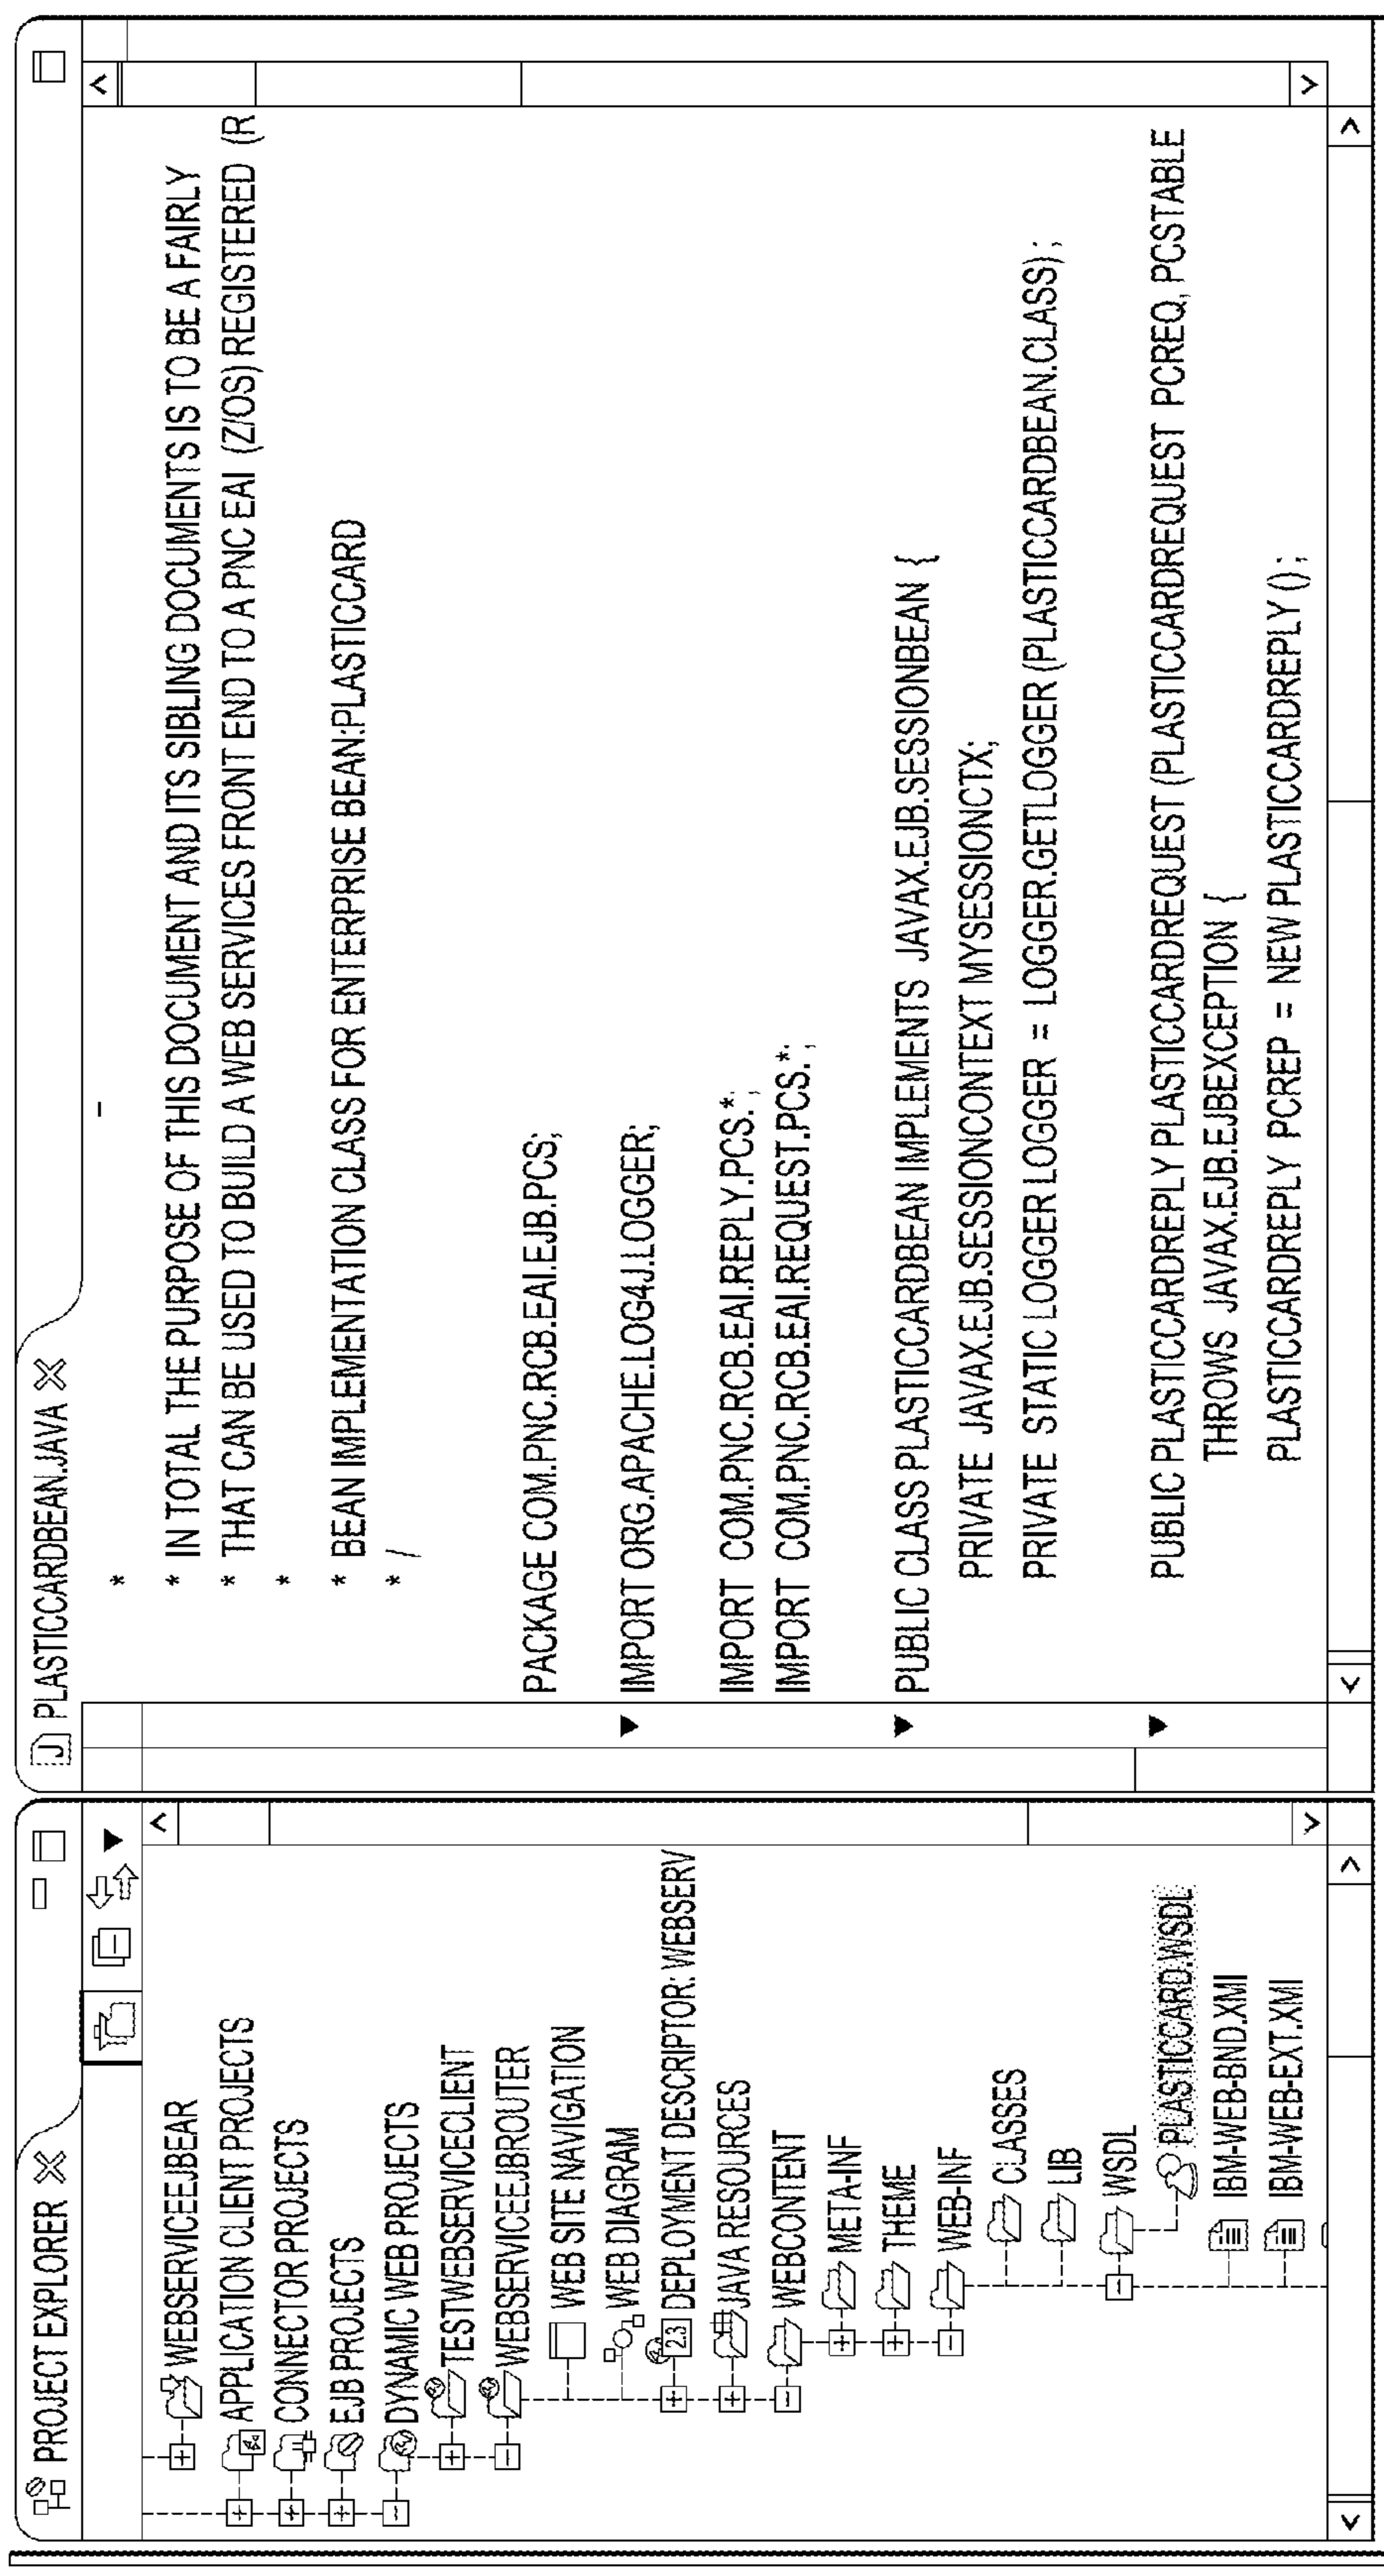 PROJECT EXPLORER
WEBSERVICEEJBEAR
APPLICATION CLIENT PROJECTS
CONNECTOR PROJECTS
EJB PROJECTS
DYNAMIC WEB PROJECTS
TESTWEBSERVICECLIENT
WEBSERVICEEJBROUTER
WEB SITE NAVIGATION
WEB DIAGRAM
2.3 DEPLOYMENT DESCRIPTOR: WEBSERV
JAVA RESOURCES
WEBCONTENT
META-INF
THEME
WEB-INF
CLASSES
LIB
WSDL
PLASTICCARD.WSDL
IBM-WEB-BND.XMI
IBM-WEB-EXT.XMI
J PLASTICCARDBEAN.JAVA
*
* IN TOTAL THE PURPOSE OF THIS DOCUMENT AND ITS SIBLING DOCUMENTS IS TO BE A FAIRLY
* THAT CAN BE USED TO BUILD A WEB SERVICES FRONT END TO A PNC EAI (Z/OS) REGISTERED (R
*
* BEAN IMPLEMENTATION CLASS FOR ENTERPRISE BEAN:PLASTICCARD
* /
PACKAGE COM.PNC.RCB.EAI.EJB.PCS;
IMPORT ORG.APACHE.LOG4J.LOGGER;
IMPORT COM.PNC.RCB.EAI.REPLY.PCS.*;
IMPORT COM.PNC.RCB.EAI.REQUEST.PCS.*;
PUBLIC CLASS PLASTICCARDBEAN IMPLEMENTS JAVAX.EJB.SESSIONBEAN {
PRIVATE JAVAX.EJB.SESSIONCONTEXT MYSESSIONCTX;
PRIVATE STATIC LOGGER LOGGER = LOGGER.GETLOGGER (PLASTICCARDBEAN.CLASS) ;
PUBLIC PLASTICCARDREPLY PLASTICCARDREQUEST (PLASTICCARDREQUEST PCREQ, PCSTABLE
THROWS JAVAX.EJB.EJBEXCEPTION {
PLASTICCARDREPLY PCREP = NEW PLASTICCARDREPLY () ;